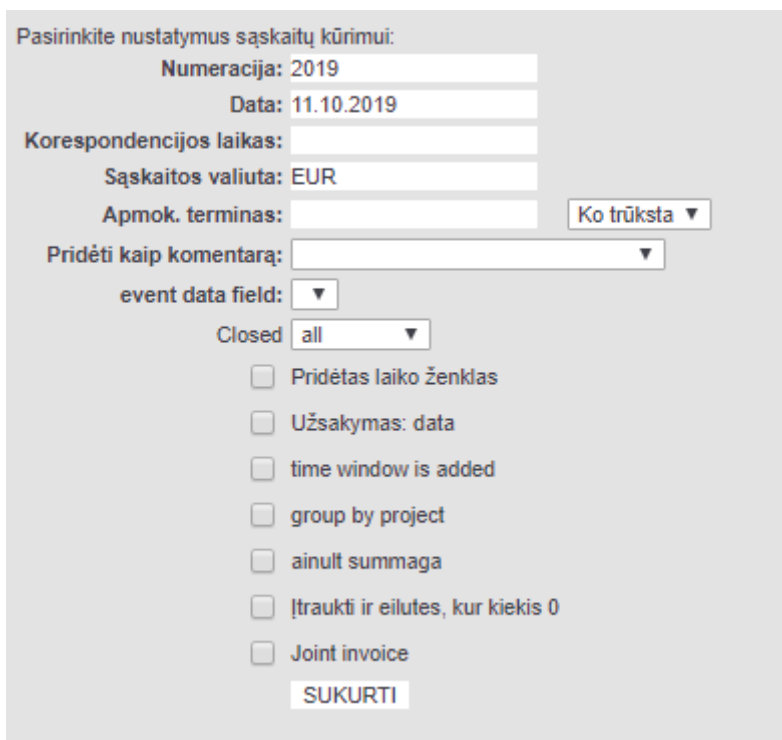 Pasirinkite nustatymus sąskaitų kūrimui:
Numeracija: 2019
Data: 11.10.2019
Korespondencijos laikas:
Sąskaitos valiuta: EUR
Apmok. terminas: Ko trūksta
Pridėti kaip komentarą:
event data field:
Closed all
Pridėtas laiko ženklas
Užsakymas: data
time window is added
group by project
ainult summaga
Įtraukti ir eilutes, kur kiekis 0
Joint invoice
SUKURTI